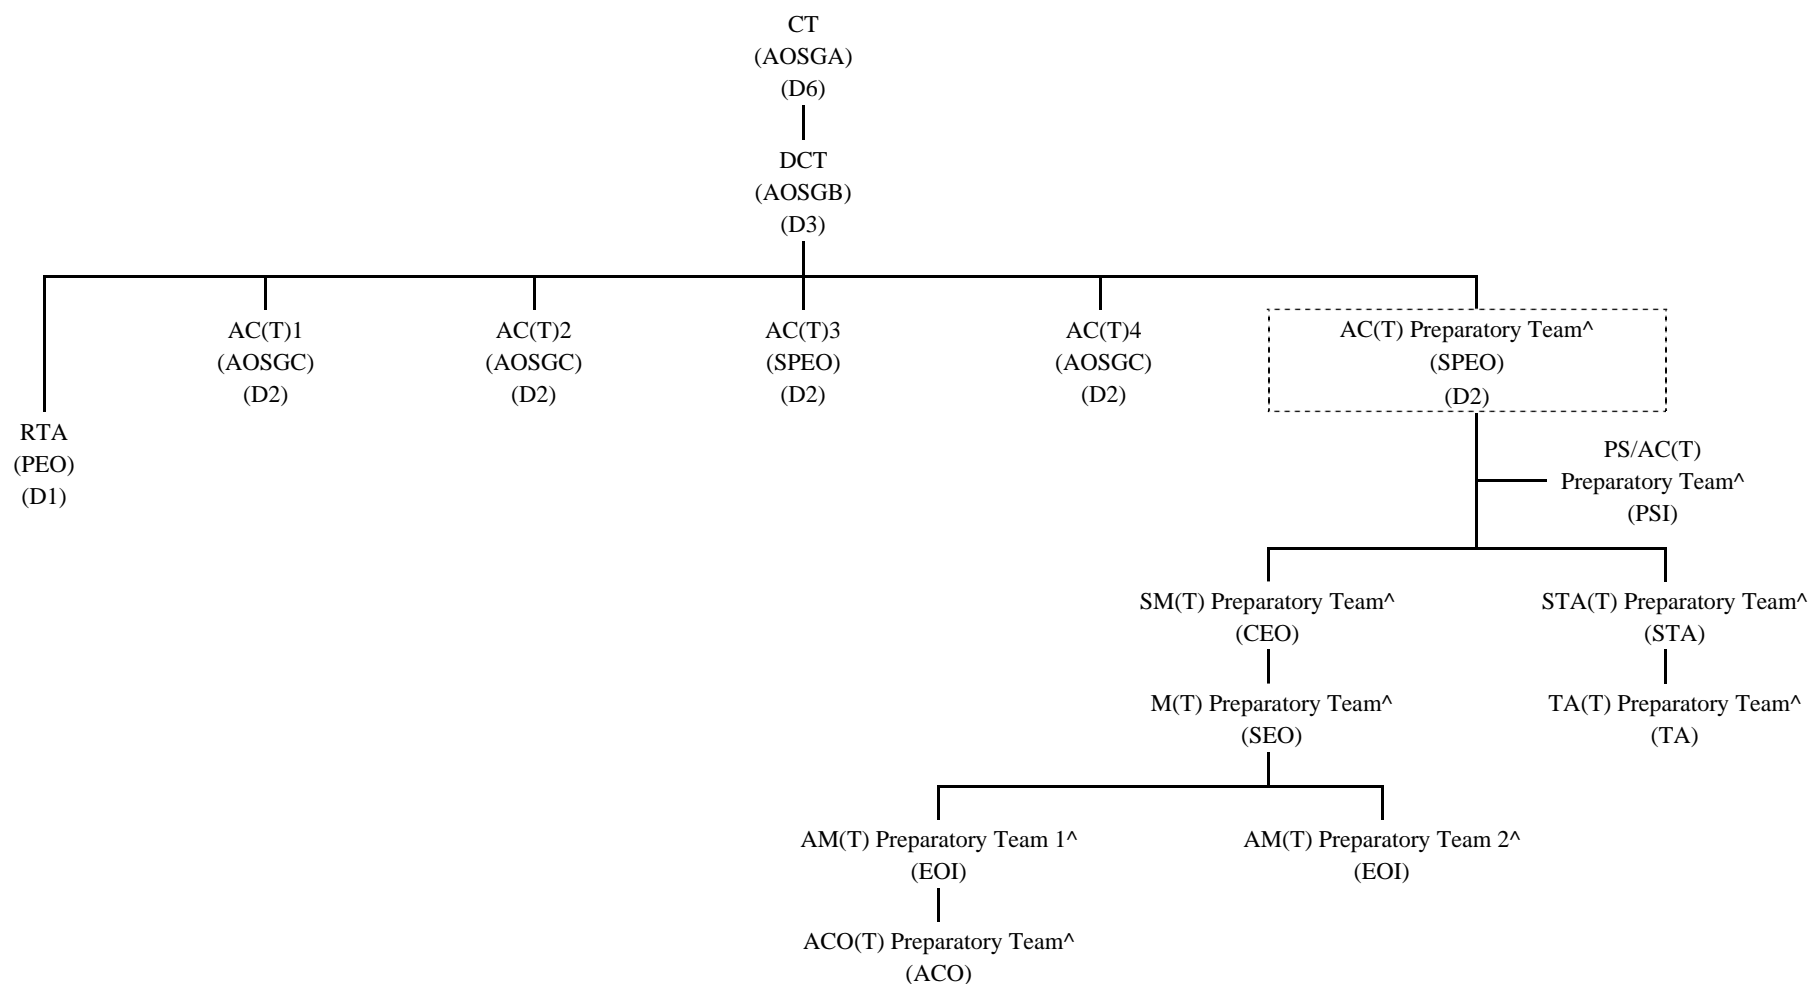 CT
(AOSGA)
(D6)
DCT
(AOSGB)
(D3)
RTA
(PEO)
(D1)
AC(T)1
(AOSGC)
(D2)
AC(T)2
(AOSGC)
(D2)
AC(T)3
(SPEO)
(D2)
AC(T)4
(AOSGC)
(D2)
AC(T) Preparatory Team^
(SPEO)
(D2)
PS/AC(T)
Preparatory Team^
(PSI)
SM(T) Preparatory Team^
(CEO)
STA(T) Preparatory Team^
(STA)
M(T) Preparatory Team^
(SEO)
TA(T) Preparatory Team^
(TA)
AM(T) Preparatory Team 1^
(EOI)
AM(T) Preparatory Team 2^
(EOI)
ACO(T) Preparatory Team^
(ACO)